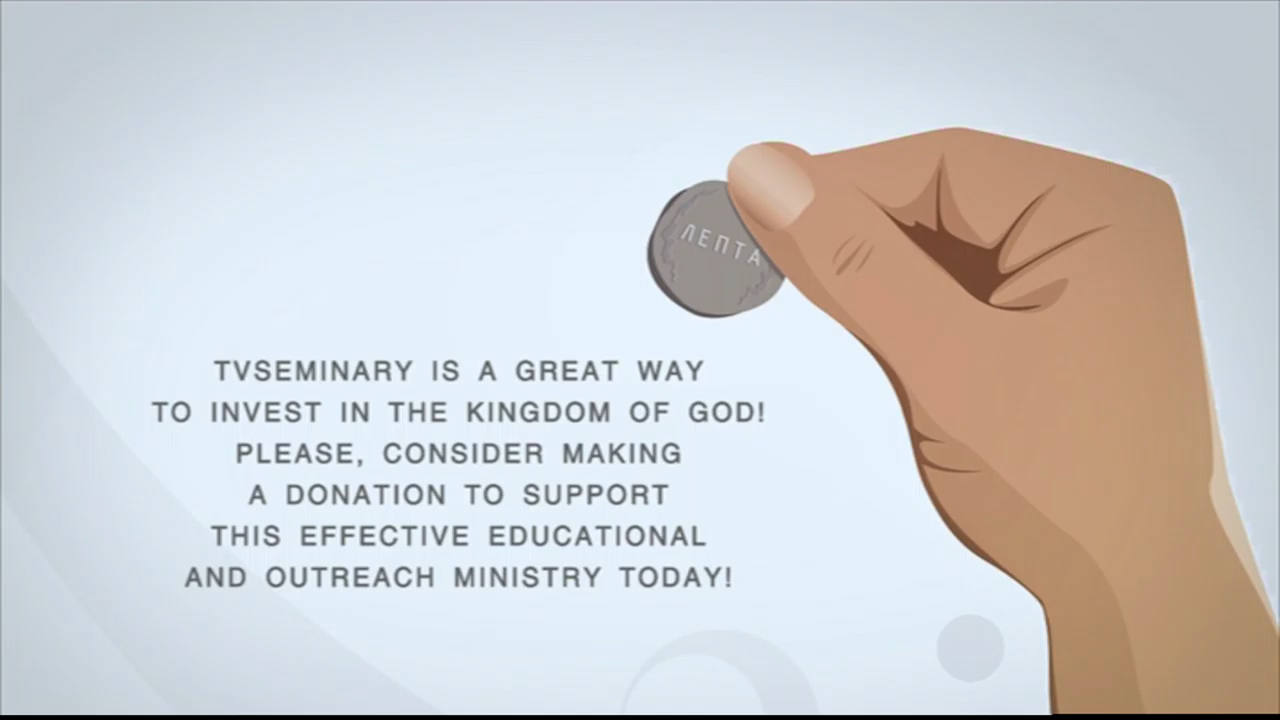 ΛΕΠΤΑ
TVSEMINARY IS A GREAT WAY
TO INVEST IN THE KINGDOM OF GOD!
PLEASE, CONSIDER MAKING
A DONATION TO SUPPORT
THIS EFFECTIVE EDUCATIONAL
AND OUTREACH MINISTRY TODAY!